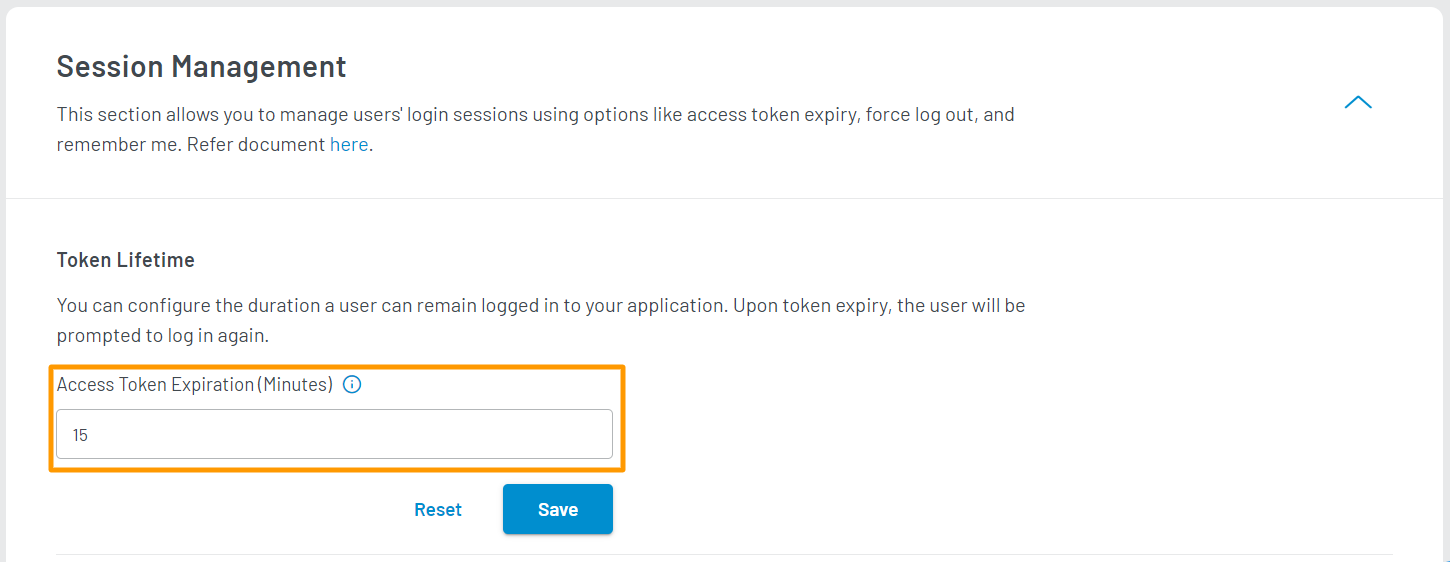 Session Management
This section allows you to manage users' login sessions using options like access token expiry, force log out, and
remember me. Refer document here.
Token Lifetime
You can configure the duration a user can remain logged in to your application. Upon token expiry, the user will be
prompted to log in again.
Access Token Expiration (Minutes)
15
Reset Save